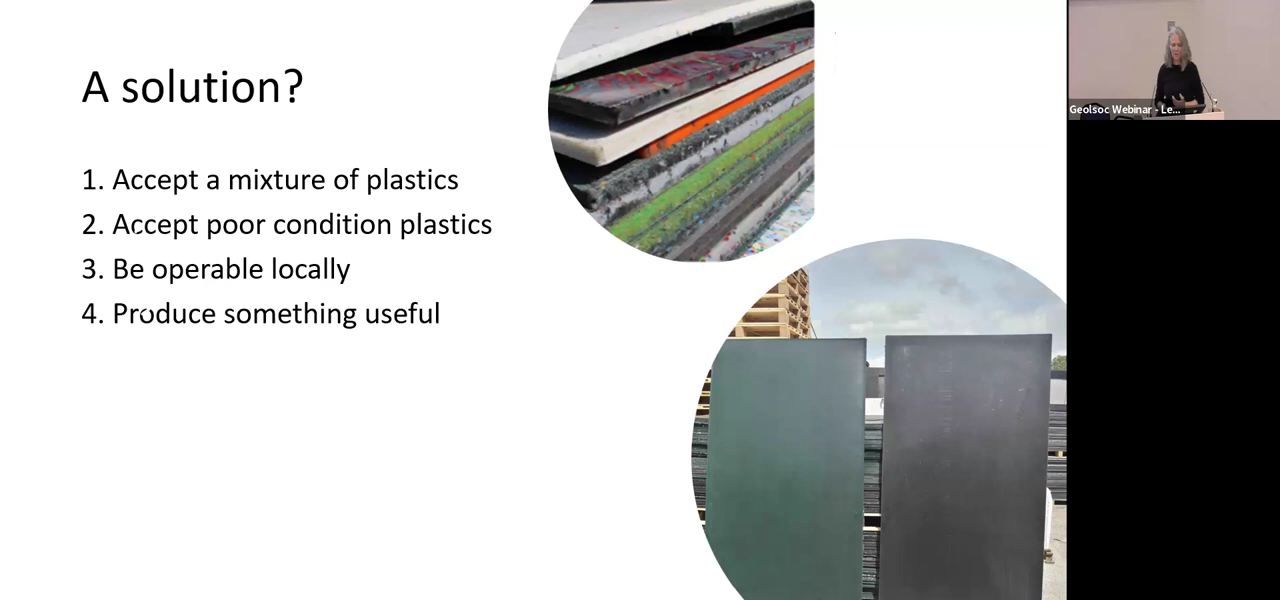 A solution?
1. Accept a mixture of plastics
2. Accept poor condition plastics
3. Be operable locally
4. Produce something useful
Geolsoc Webinar - Le...